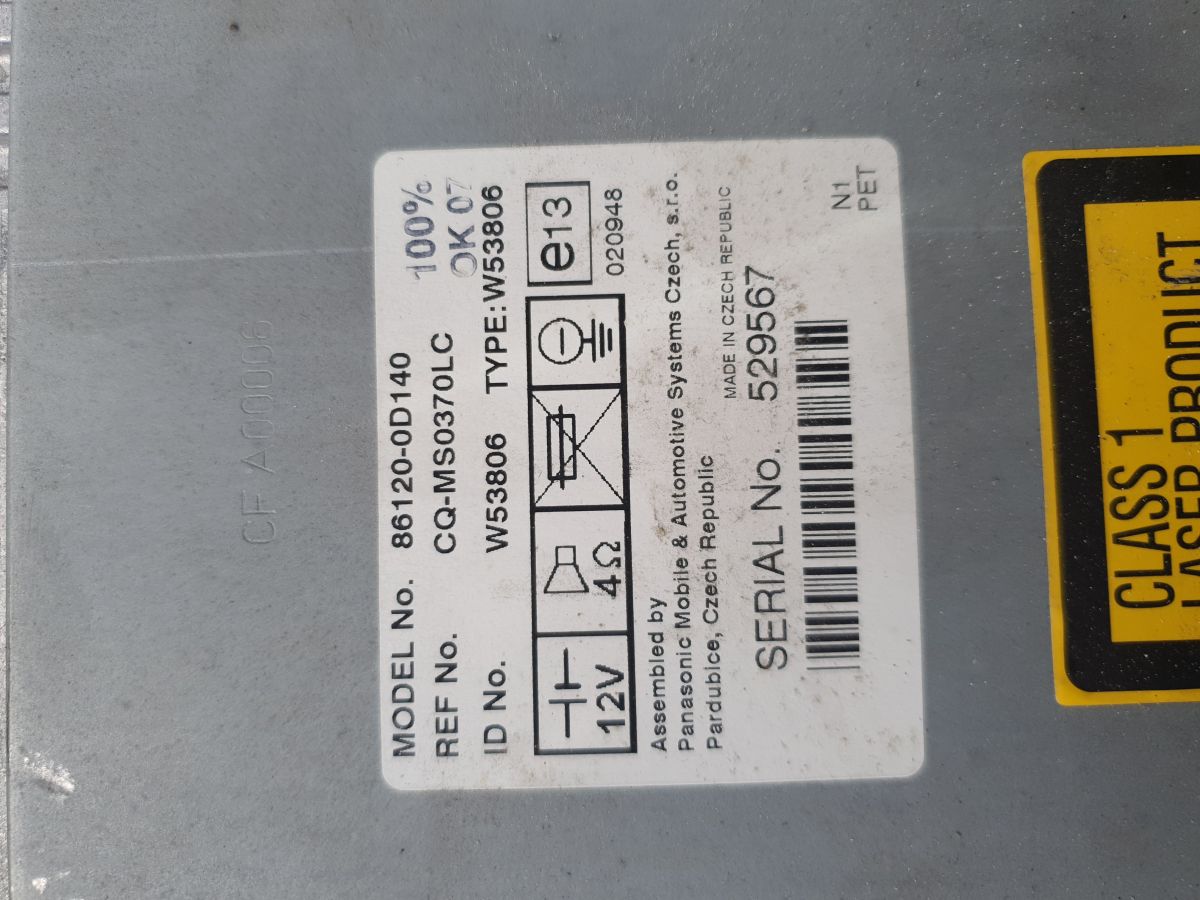 CF A00006
100%
OK 07
MODEL No. 86120-0D140
REF No. CQ-MS0370LC
ID No. W53806 TYPE:W53806
12V
4Ω
e13
020948
Assembled by
Panasonic Mobile & Automotive Systems Czech, s.r.o.
Pardubice, Czech Republic
MADE IN CZECH REPUBLIC
SERIAL No. 529567
N1
PET
CLASS 1
LASER PRODUCT